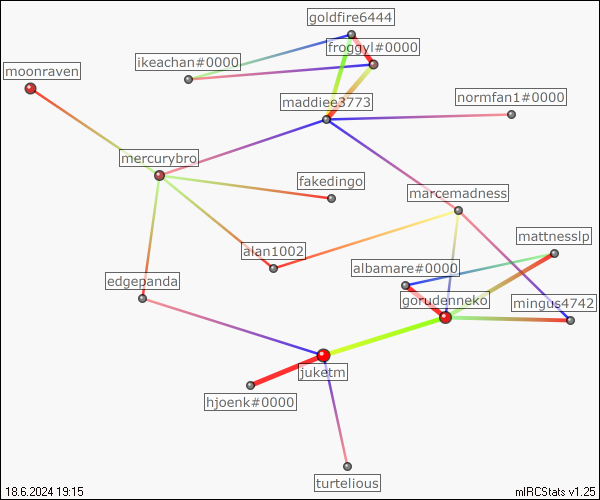 goldfire6444
froggyl#0000
ikeachan#0000
moonraven
normfan1#0000
maddiee3773
mercurybro
fakedingo
marcemadness
mattnesslp
alan1002
albamare#0000
edgepanda
gorudenneko
mingus4742
juketm
hjoenk#0000
turtelious
18.6.2024 19:15
mIRCStats v1.25